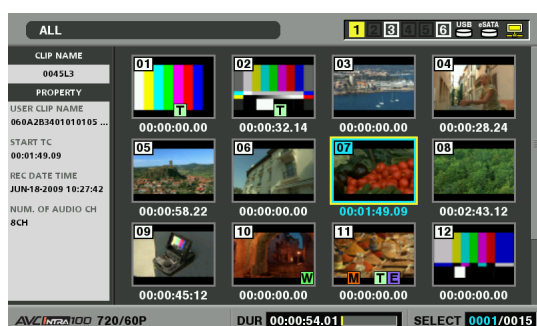 ALL
1 2 3 4 5 6 USB eSATA
CLIP NAME
0045L3
PROPERTY
USER CLIP NAME
060A2B3401010105 ...
START TC
00:01:49.09
REC DATE TIME
JUN-18-2009 10:27:42
NUM. OF AUDIO CH
8CH
01 02 03 04
T T
00:00:00.00 00:00:32.14 00:00:00.00 00:00:28.24
05 06 07 08
00:00:58.22 00:00:00.00 00:01:49.09 00:02:43.12
09 10 11 12
W M T E
00:00:45:12 00:00:00.00 00:00:00.00 00:00:00.00
AVC INTRA 100 720/60P DUR 00:00:54.01 SELECT 0001/0015